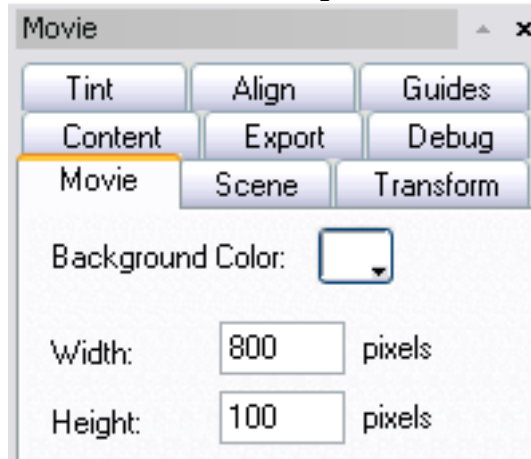 Movie
Tint Align Guides
Content Export Debug
Movie Scene Transform
Background Color:
Width: 800 pixels
Height: 100 pixels